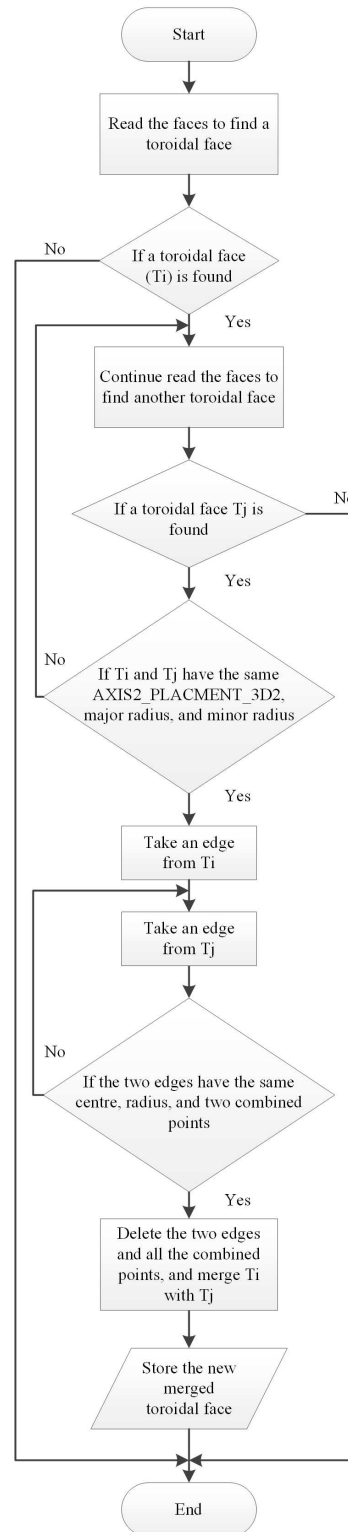 Start
Read the faces to find a
toroidal face
No
If a toroidal face
(Ti) is found
Yes
Continue read the faces to
find another toroidal face
If a toroidal face Tj is
found
No
Yes
No
If Ti and Tj have the same
AXIS2_PLACMENT_3D2,
major radius, and minor radius
Yes
Take an edge
from Ti
Take an edge
from Tj
No
If the two edges have the same
centre, radius, and two combined
points
Yes
Delete the two edges
and all the combined
points, and merge Ti
with Tj
Store the new
merged
toroidal face
End